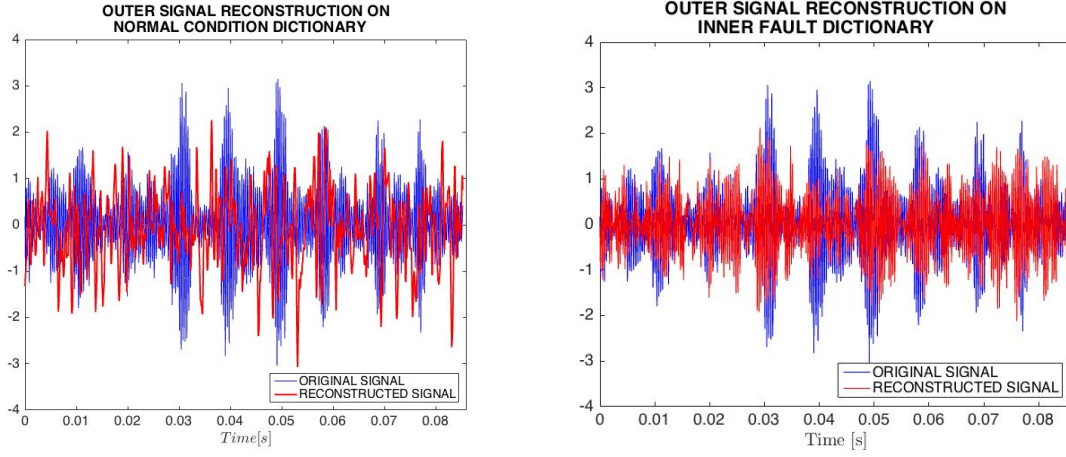 OUTER SIGNAL RECONSTRUCTION ON
NORMAL CONDITION DICTIONARY
4
3
2
1
0
-1
-2
-3
-4
0 0.01 0.02 0.03 0.04 0.05 0.06 0.07 0.08
Time[s]
ORIGINAL SIGNAL
RECONSTRUCTED SIGNAL
OUTER SIGNAL RECONSTRUCTION ON
INNER FAULT DICTIONARY
4
3
2
1
0
-1
-2
-3
-4
0 0.01 0.02 0.03 0.04 0.05 0.06 0.07 0.08
Time [s]
ORIGINAL SIGNAL
RECONSTRUCTED SIGNAL